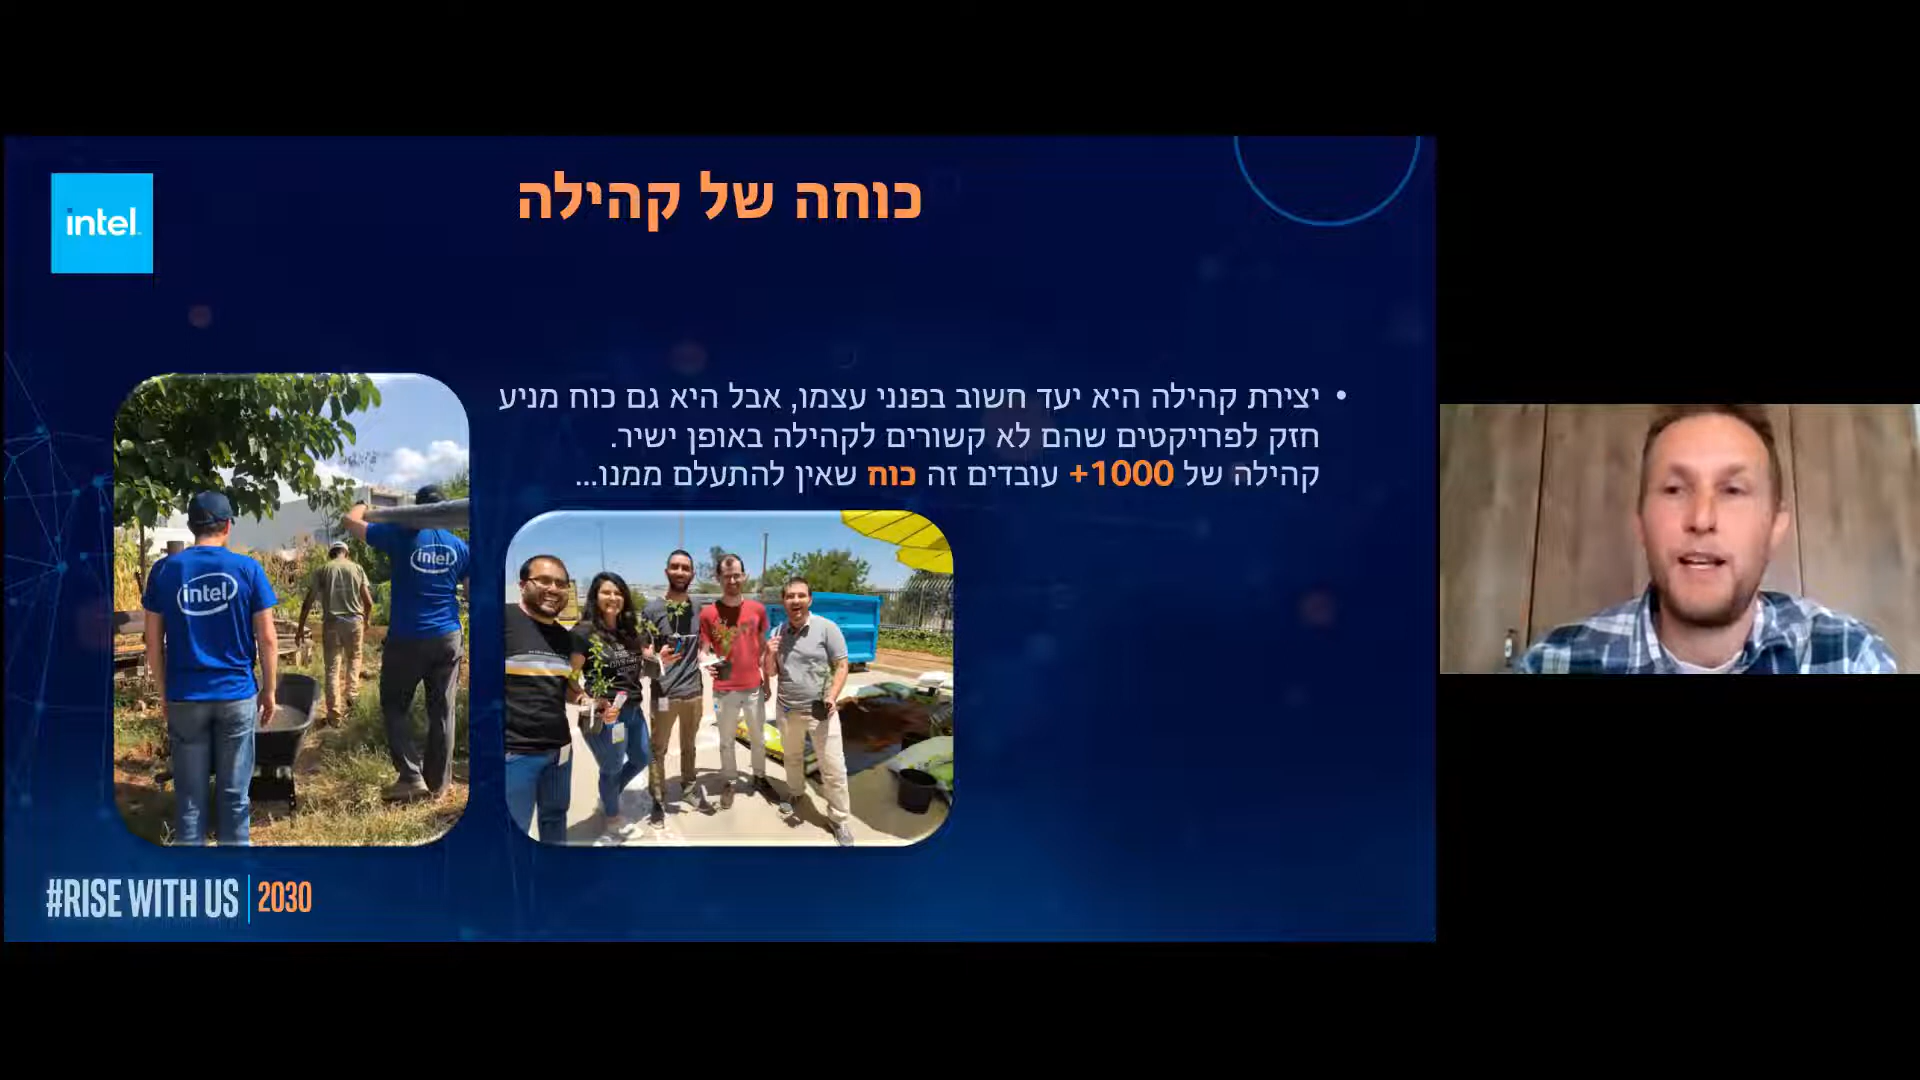 intel
כוחה של קהילה
• יצירת קהילה היא יעד חשוב בפנני עצמו, אבל היא גם כוח מניע
חזק לפרויקטים שהם לא קשורים לקהילה באופן ישיר.
קהילה של 1000+ עובדים זה כוח שאין להתעלם ממנו...
intel
intel
#RISE WITH US | 2030